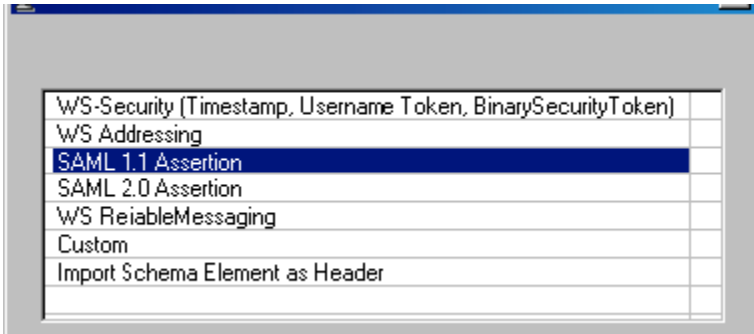 WS-Security (Timestamp, Username Token, BinarySecurityToken)
WS Addressing
SAML 1.1 Assertion
SAML 2.0 Assertion
WS ReiableMessaging
Custom
Import Schema Element as Header